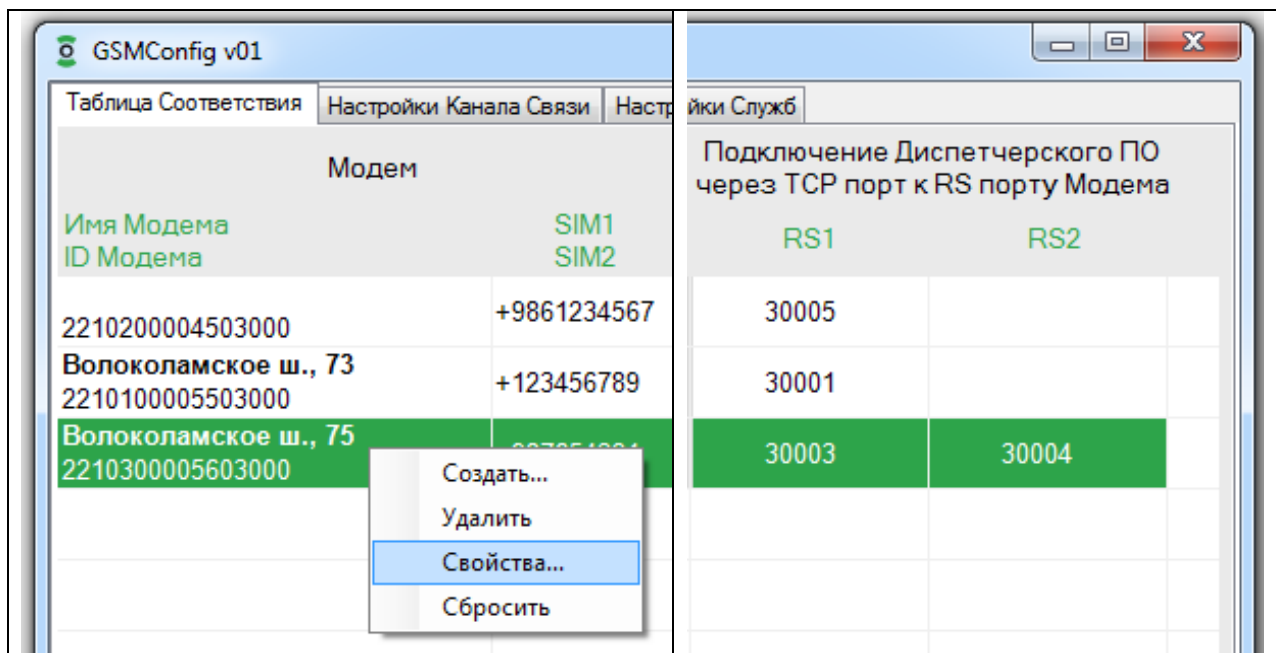 GSMConfig v01
Таблица Соответствия Настройки Канала Связи Настр йки Служб
Модем
Подключение Диспетчерского ПО
через TCP порт к RS порту Модема
Имя Модема SIM1
ID Модема SIM2
RS1 RS2
2210200004503000 +9861234567 30005
Волоколамское ш., 73
2210100005503000 +123456789 30001
Волоколамское ш., 75
2210300005603000 30003 30004
Создать...
Удалить
Свойства...
Сбросить